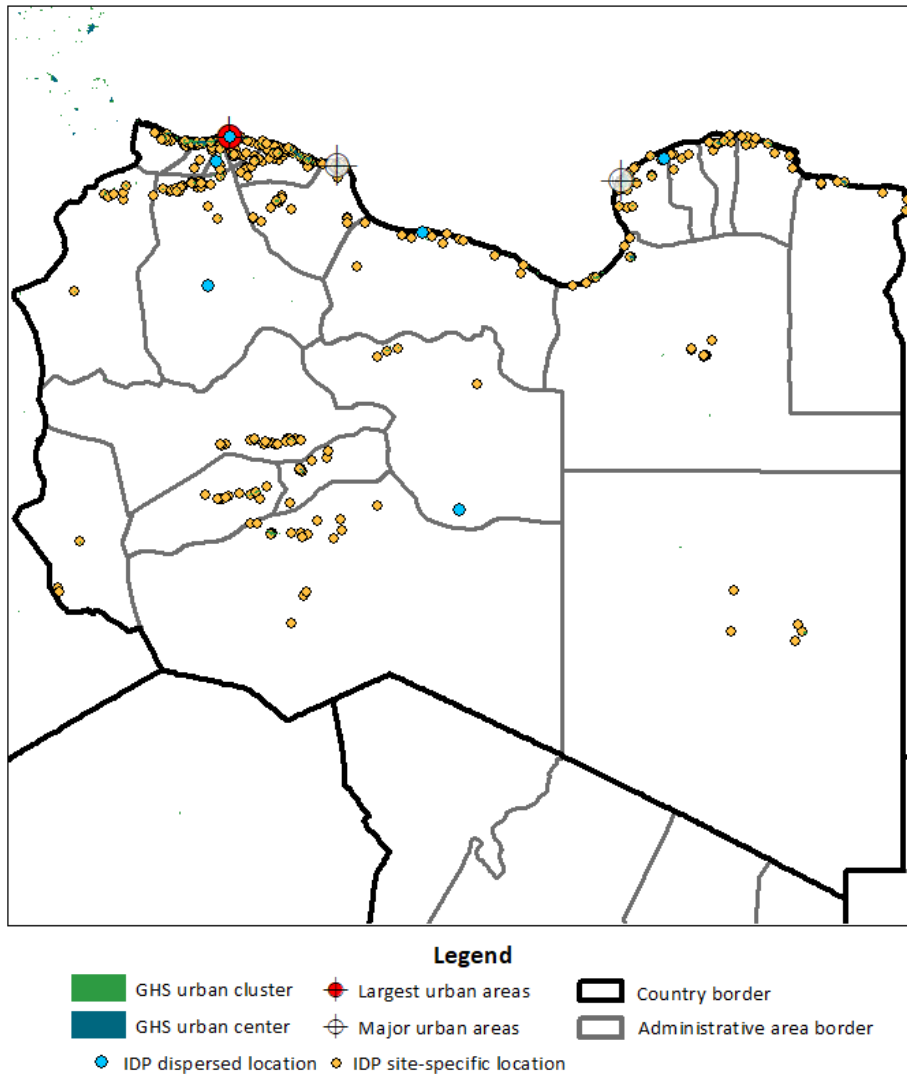 Legend
GHS urban cluster Largest urban areas Country border
GHS urban center Major urban areas Administrative area border
IDP dispersed location IDP site-specific location